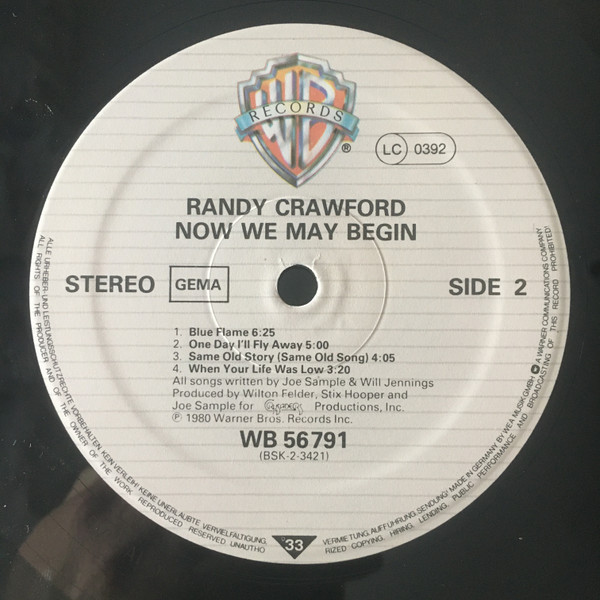 WB
RECORDS
®
LC 0392
RANDY CRAWFORD
NOW WE MAY BEGIN
STEREO GEMA SIDE 2
1. Blue Flame 6:25
2. One Day I'll Fly Away 5:00
3. Same Old Story (Same Old Song) 4:05
4. When Your Life Was Low 3:20
All songs written by Joe Sample & Will Jennings
Produced by Wilton Felder, Stix Hooper and
Joe Sample for Crusaders Productions, Inc.
℗ 1980 Warner Bros. Records Inc.
WB 56 791
(BSK-2-3421)
33
ALLE URHEBER- UND LEISTUNGSSCHUTZRECHTE VORBEHALTEN. KEIN VERLEIH! KEINE UNERLAUBTE VERVIELFÄLTIGUNG, VERMIETUNG, AUFFÜHRUNG, SENDUNG! MADE IN GERMANY BY WEA MUSIK GMBH A WARNER COMMUNICATIONS COMPANY
ALL RIGHTS OF THE PRODUCER AND OF THE OWNER OF THE WORK REPRODUCED RESERVED. UNAUTHORIZED COPYING, HIRING, LENDING, PUBLIC PERFORMANCE AND BROADCASTING OF THIS RECORD PROHIBITED!